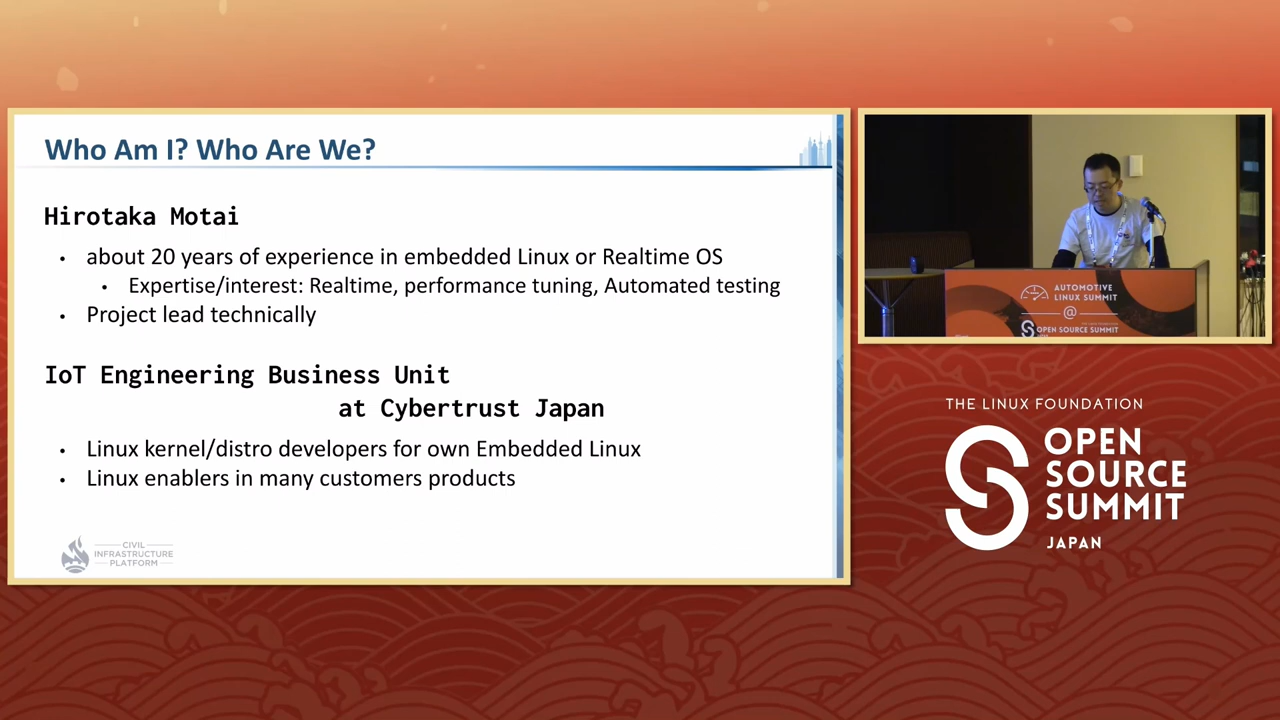 Who Am I? Who Are We?
Hirotaka Motai
• about 20 years of experience in embedded Linux or Realtime OS
• Expertise/interest: Realtime, performance tuning, Automated testing
• Project lead technically
IoT Engineering Business Unit
at Cybertrust Japan
• Linux kernel/distro developers for own Embedded Linux
• Linux enablers in many customers products
CIVIL
INFRASTRUCTURE
PLATFORM
AUTOMOTIVE
LINUX SUMMIT
@
THE LINUX FOUNDATION
OPEN SOURCE SUMMIT
THE LINUX FOUNDATION
OPEN
SOURCE
SUMMIT
JAPAN